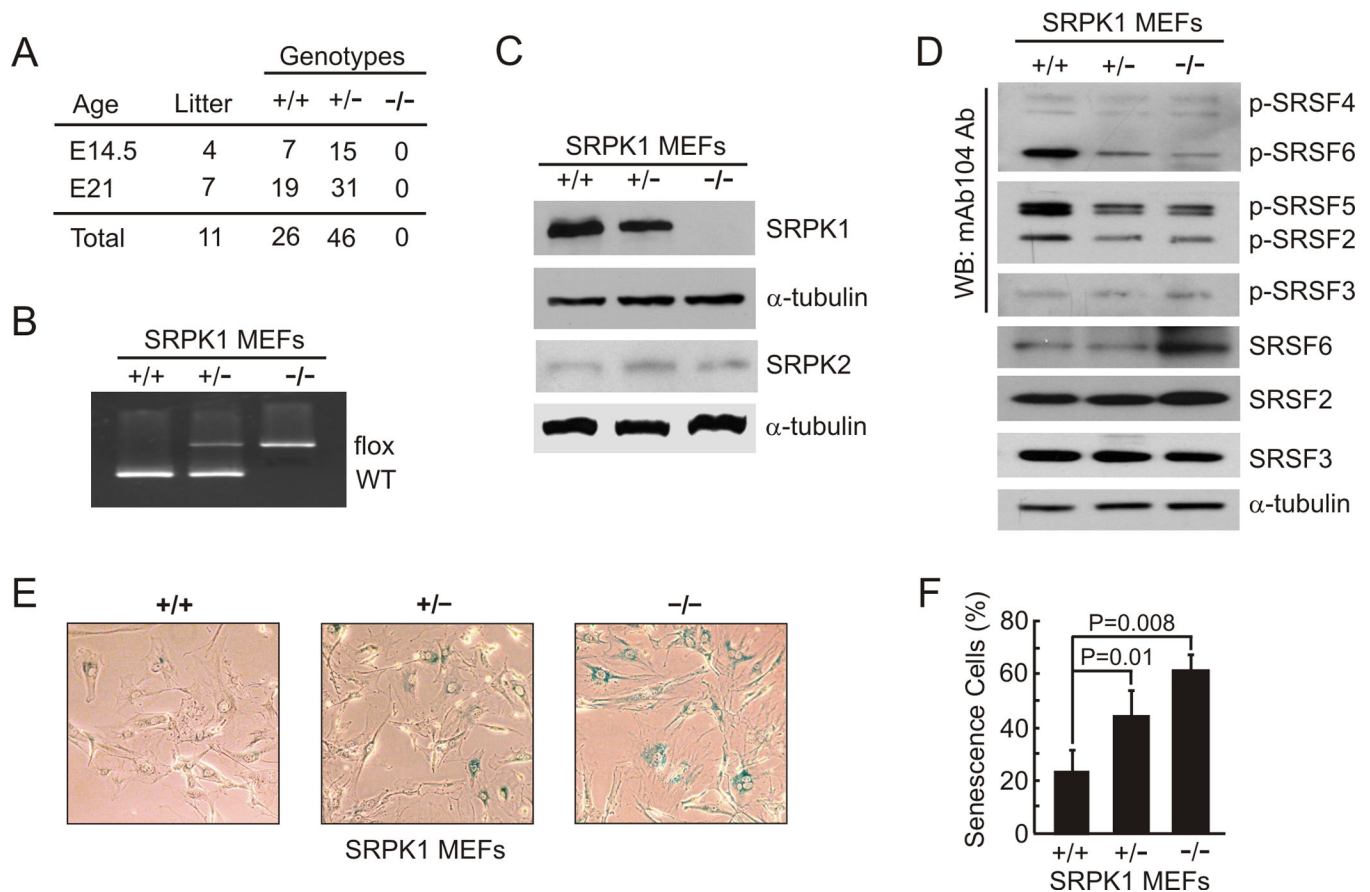 A
Genotypes
Age Litter +/+ +/− −/−
E14.5 4 7 15 0
E21 7 19 31 0
Total 11 26 46 0
B
SRPK1 MEFs
+/+ +/− −/−
flox
WT
C
SRPK1 MEFs
+/+ +/− −/−
SRPK1
α-tubulin
SRPK2
α-tubulin
D
SRPK1 MEFs
+/+ +/− −/−
WB: mAb104 Ab
p-SRSF4
p-SRSF6
p-SRSF5
p-SRSF2
p-SRSF3
SRSF6
SRSF2
SRSF3
α-tubulin
E
+/+ +/− −/−
SRPK1 MEFs
F
Senescence Cells (%)
80
60
40
20
0
P=0.008
P=0.01
+/+ +/− −/−
SRPK1 MEFs